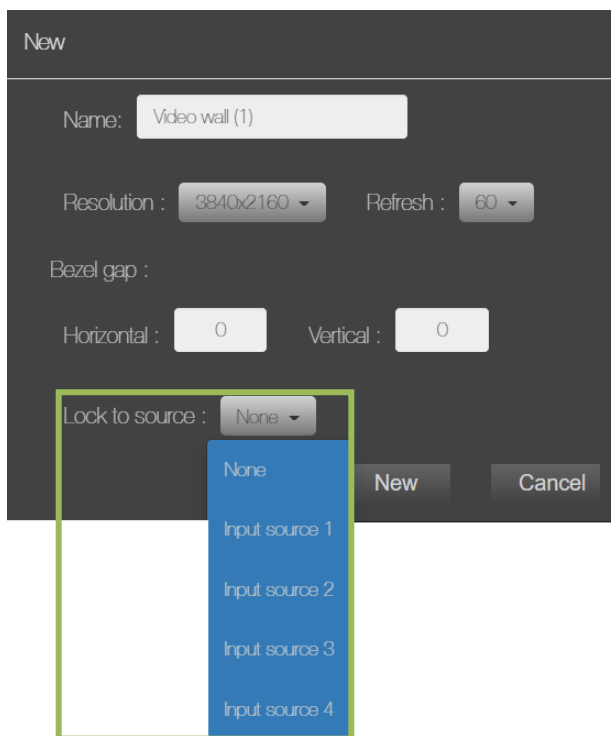 New
Name: Video wall (1)
Resolution : 3840x2160 Refresh : 60
Bezel gap :
Horizontal : 0 Vertical : 0
Lock to source : None
None
New Cancel
Input source 1
Input source 2
Input source 3
Input source 4